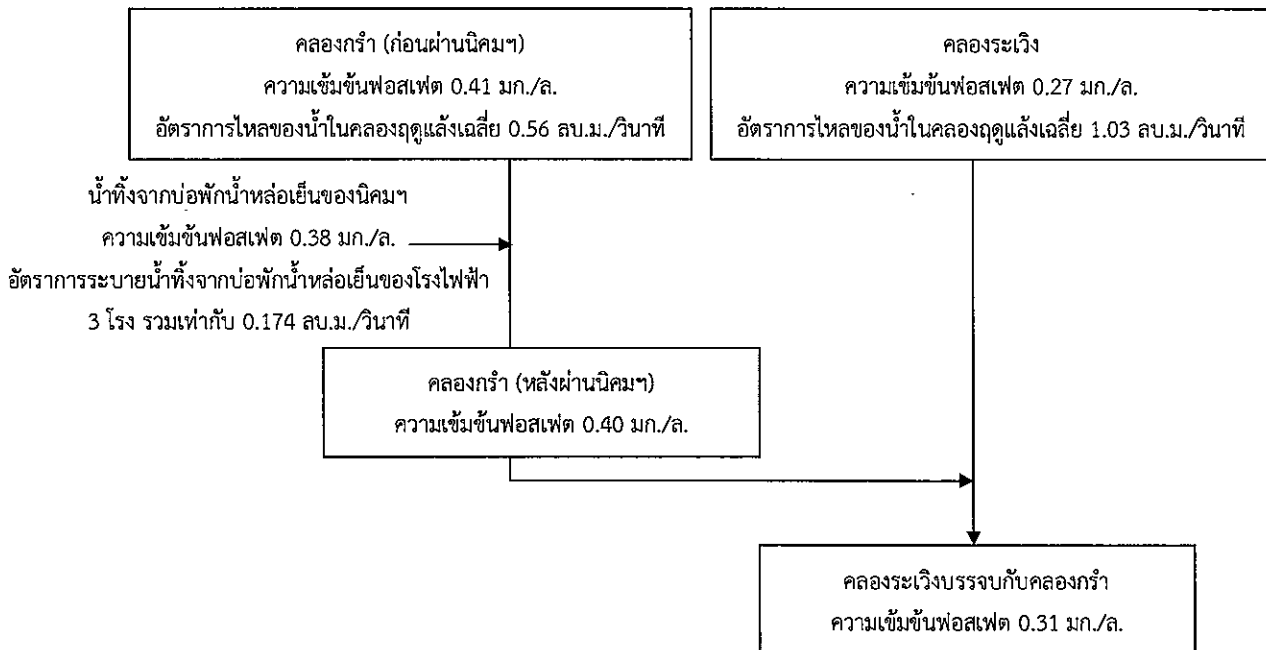 คลองกรำ (ก่อนผ่านนิคมฯ)
ความเข้มข้นฟอสเฟต 0.41 มก./ล.
อัตราการไหลของน้ำในคลองฤดูแล้งเฉลี่ย 0.56 ลบ.ม./วินาที
คลองระเวิง
ความเข้มข้นฟอสเฟต 0.27 มก./ล.
อัตราการไหลของน้ำในคลองฤดูแล้งเฉลี่ย 1.03 ลบ.ม./วินาที
น้ำทิ้งจากบ่อพักน้ำหล่อเย็นของนิคมฯ
ความเข้มข้นฟอสเฟต 0.38 มก./ล.
อัตราการระบายน้ำทิ้งจากบ่อพักน้ำหล่อเย็นของโรงไฟฟ้า
3 โรง รวมเท่ากับ 0.174 ลบ.ม./วินาที
คลองกรำ (หลังผ่านนิคมฯ)
ความเข้มข้นฟอสเฟต 0.40 มก./ล.
คลองระเวิงบรรจบกับคลองกรำ
ความเข้มข้นฟอสเฟต 0.31 มก./ล.